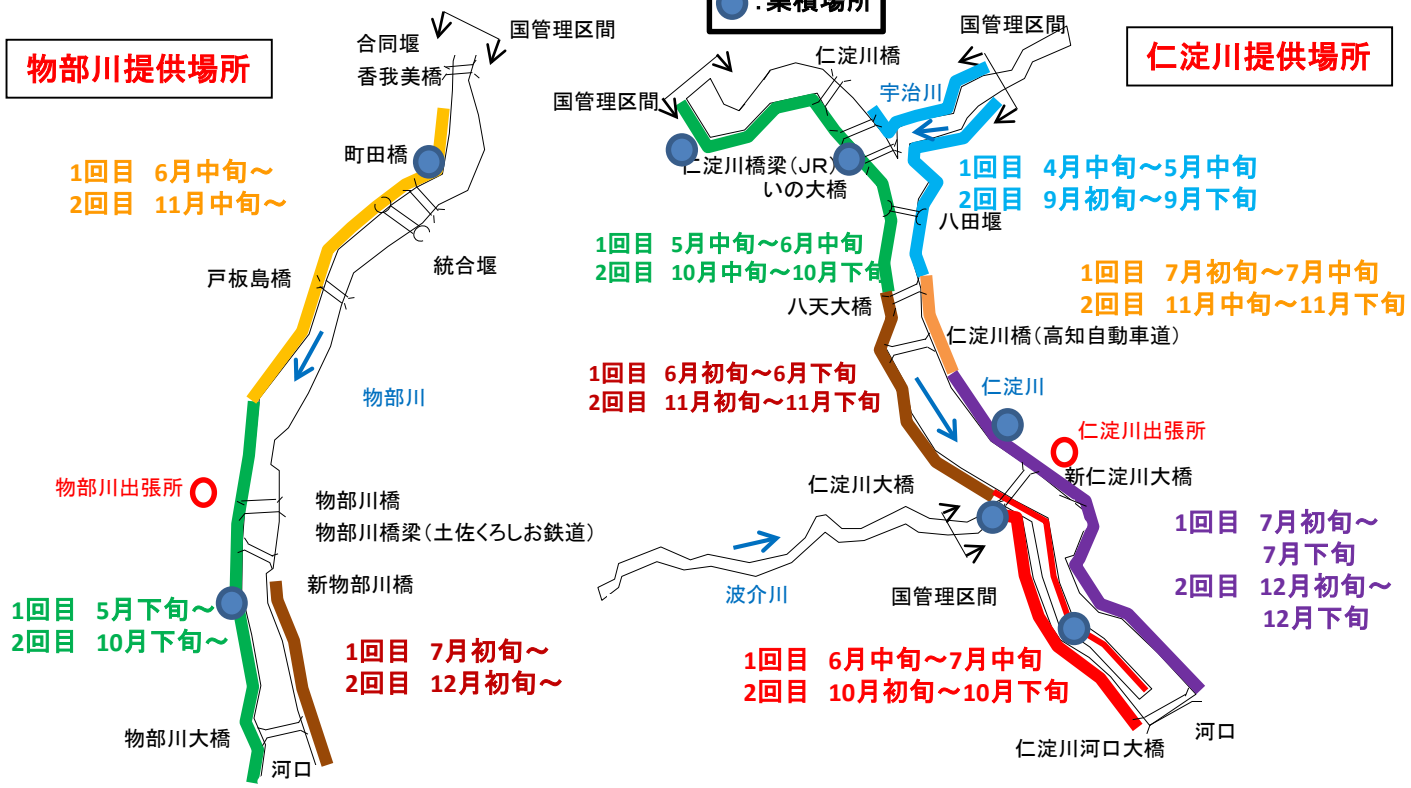 :集積場所
物部川提供場所
合同堰
国管理区間
香我美橋
町田橋
1回目 6月中旬～
2回目 11月中旬～
統合堰
戸板島橋
物部川
物部川出張所
物部川橋
物部川橋梁(土佐くろしお鉄道)
新物部川橋
1回目 5月下旬～
2回目 10月下旬～
1回目 7月初旬～
2回目 12月初旬～
物部川大橋
河口
仁淀川提供場所
国管理区間
仁淀川橋
国管理区間
宇治川
仁淀川橋梁(JR)
いの大橋
1回目 4月中旬～5月中旬
2回目 9月初旬～9月下旬
八田堰
1回目 5月中旬～6月中旬
2回目 10月中旬～10月下旬
1回目 7月初旬～7月中旬
2回目 11月中旬～11月下旬
八天大橋
仁淀川橋(高知自動車道)
1回目 6月初旬～6月下旬
2回目 11月初旬～11月下旬
仁淀川
仁淀川出張所
新仁淀川大橋
仁淀川大橋
1回目 7月初旬～
7月下旬
2回目 12月初旬～
12月下旬
波介川
国管理区間
1回目 6月中旬～7月中旬
2回目 10月初旬～10月下旬
仁淀川河口大橋
河口